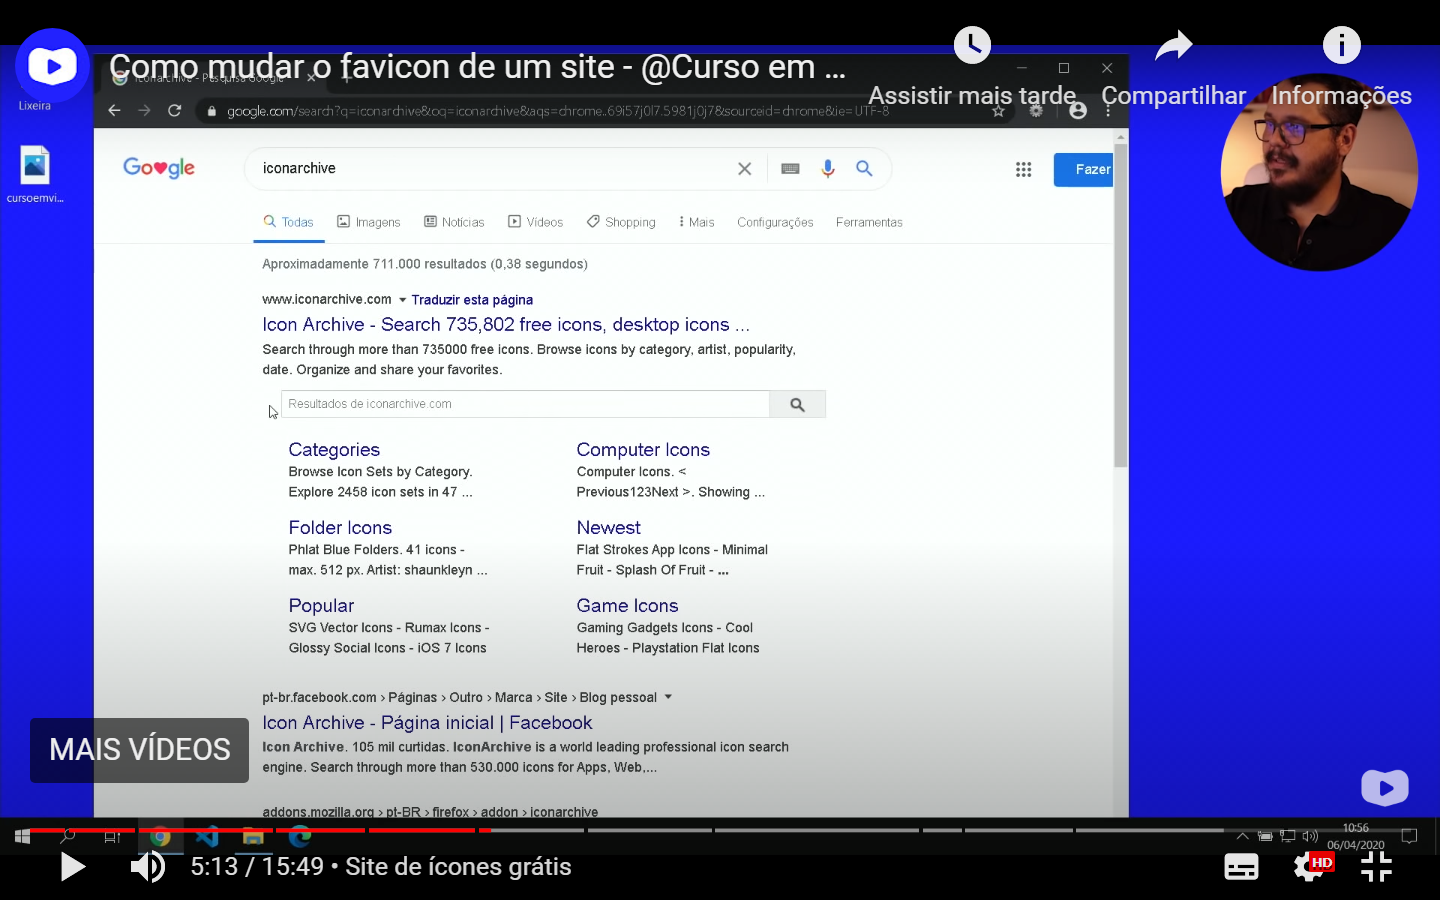 Como mudar o favicon de um site - @Curso em ...
Assistir mais tarde
Compartilhar
Informações
Lixeira
cursoemvi...
iconarchive - Pesquisa Google
google.com/search?q=iconarchive&oq=iconarchive&aqs=chrome..69i57j0l7.5981j0j7&sourceid=chrome&ie=UTF-8
Google
iconarchive
Fazer
Todas
Imagens
Notícias
Vídeos
Shopping
Mais
Configurações
Ferramentas
Aproximadamente 711.000 resultados (0,38 segundos)
www.iconarchive.com Traduzir esta página
Icon Archive - Search 735,802 free icons, desktop icons ...
Search through more than 735000 free icons. Browse icons by category, artist, popularity,
date. Organize and share your favorites.
Resultados de iconarchive.com
Categories
Browse Icon Sets by Category.
Explore 2458 icon sets in 47 ...
Computer Icons
Computer Icons. <
Previous123Next >. Showing ...
Folder Icons
Phlat Blue Folders. 41 icons -
max. 512 px. Artist: shaunkleyn ...
Newest
Flat Strokes App Icons - Minimal
Fruit - Splash Of Fruit - ...
Popular
SVG Vector Icons - Rumax Icons -
Glossy Social Icons - iOS 7 Icons
Game Icons
Gaming Gadgets Icons - Cool
Heroes - Playstation Flat Icons
pt-br.facebook.com › Páginas › Outro › Marca › Site › Blog pessoal
Icon Archive - Página inicial | Facebook
Icon Archive. 105 mil curtidas. IconArchive is a world leading professional icon search
engine. Search through more than 530.000 icons for Apps, Web,...
addons.mozilla.org › pt-BR › firefox › addon › iconarchive
MAIS VÍDEOS
10:56
06/04/2020
5:13 / 15:49 • Site de ícones grátis
HD